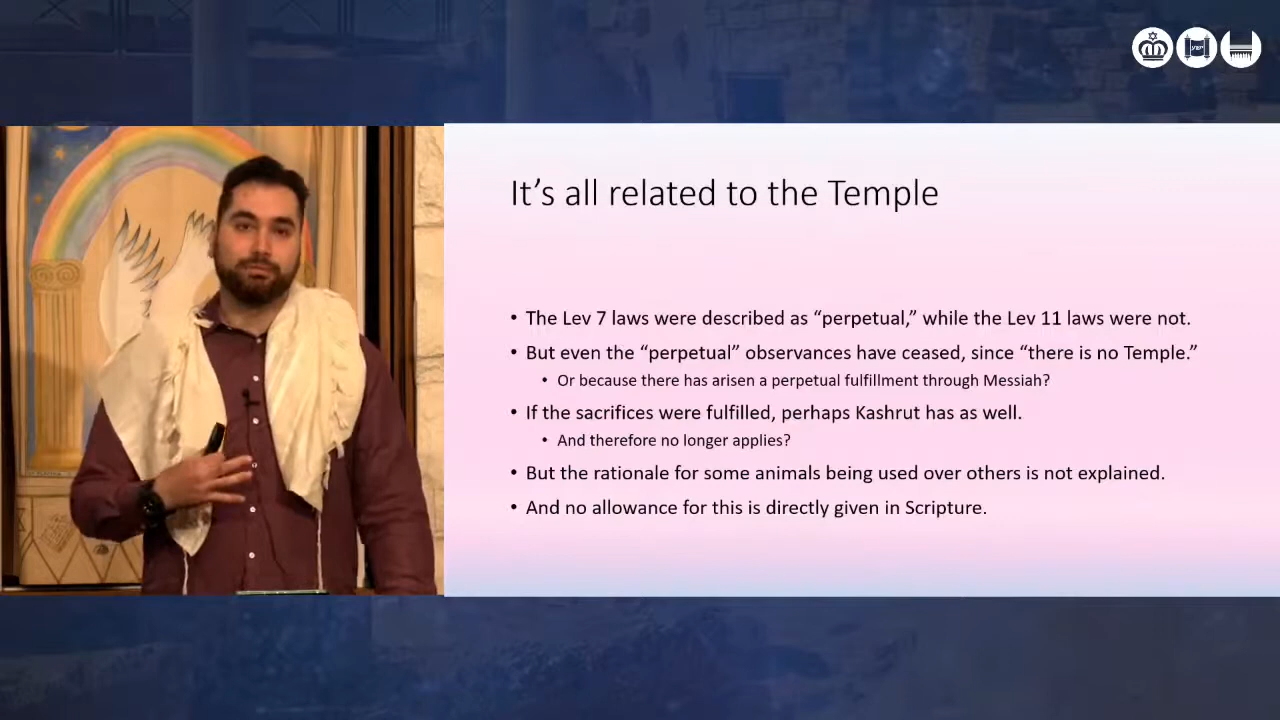 It’s all related to the Temple
• The Lev 7 laws were described as “perpetual,” while the Lev 11 laws were not.
• But even the “perpetual” observances have ceased, since “there is no Temple.”
• Or because there has arisen a perpetual fulfillment through Messiah?
• If the sacrifices were fulfilled, perhaps Kashrut has as well.
• And therefore no longer applies?
• But the rationale for some animals being used over others is not explained.
• And no allowance for this is directly given in Scripture.